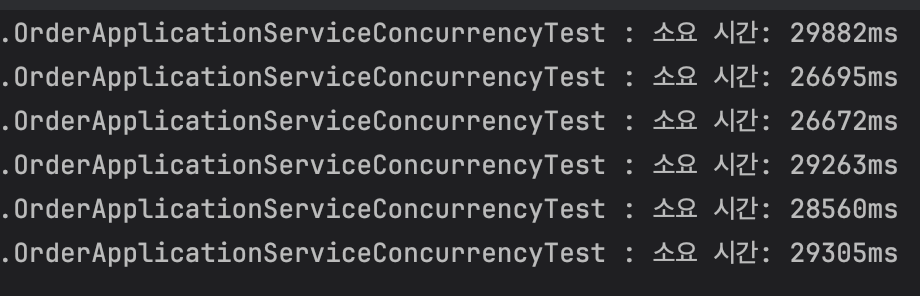 .OrderApplicationServiceConcurrencyTest : 소요 시간: 29882ms
.OrderApplicationServiceConcurrencyTest : 소요 시간: 26695ms
.OrderApplicationServiceConcurrencyTest : 소요 시간: 26672ms
.OrderApplicationServiceConcurrencyTest : 소요 시간: 29263ms
.OrderApplicationServiceConcurrencyTest : 소요 시간: 28560ms
.OrderApplicationServiceConcurrencyTest : 소요 시간: 29305ms